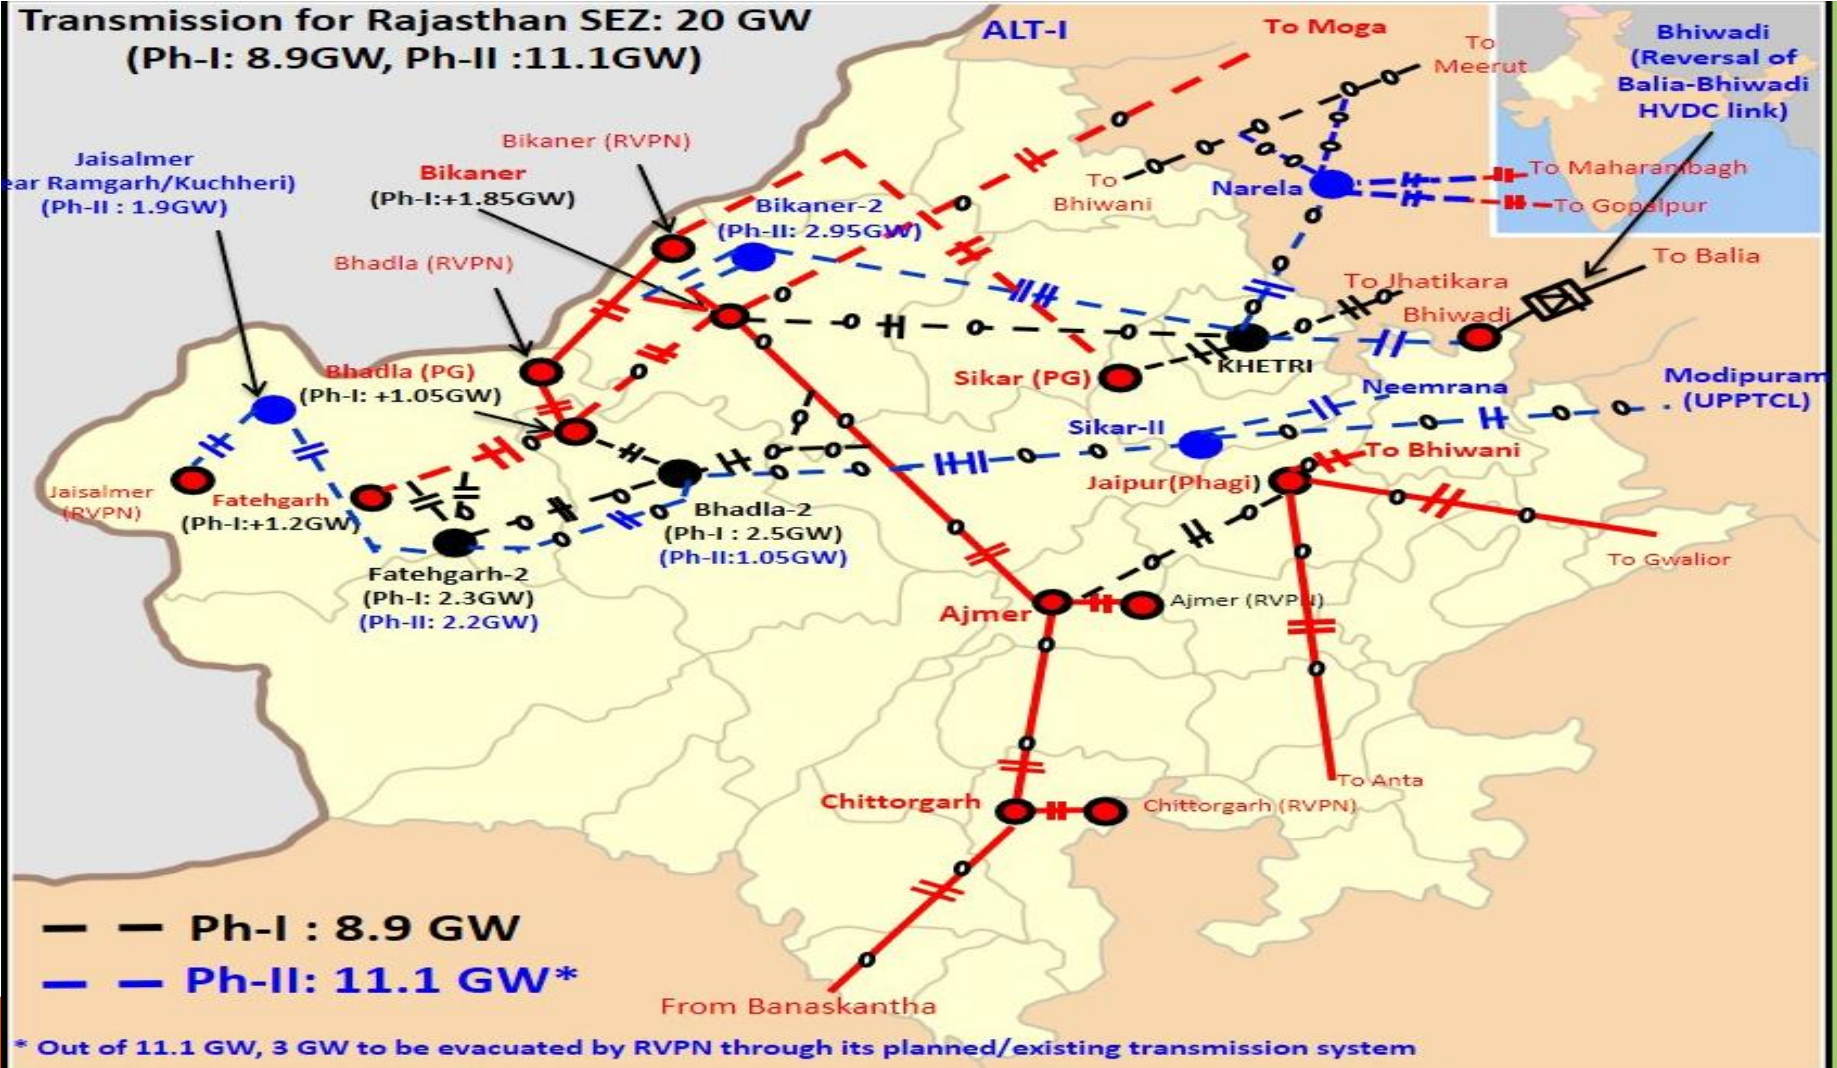 Transmission for Rajasthan SEZ: 20 GW
(Ph-I: 8.9GW, Ph-II :11.1GW)
ALT-I
To Moga
To
Meerut
Bhiwadi
(Reversal of
Balia-Bhiwadi
HVDC link)
Jaisalmer
ear Ramgarh/Kuchheri)
(Ph-II : 1.9GW)
Bikaner (RVPN)
Bikaner
(Ph-I:+1.85GW)
To
Bhiwani
Narela
To Maharambagh
To Gopalpur
Bikaner-2
(Ph-II: 2.95GW)
Bhadla (RVPN)
To Balia
To Jhatikara
Bhiwadi
KHETRI
Bhadla (PG)
(Ph-I: +1.05GW)
Sikar (PG)
Neemrana
Modipuram
(UPPTCL)
Sikar-II
To Bhiwani
Jaipur(Phagi)
Jaisalmer
(RVPN)
Fatehgarh
(Ph-I:+1.2GW)
Bhadla-2
(Ph-I : 2.5GW)
(Ph-II:1.05GW)
To Gwalior
Fatehgarh-2
(Ph-I: 2.3GW)
(Ph-II: 2.2GW)
Ajmer
Ajmer (RVPN)
To Anta
Chittorgarh
Chittorgarh (RVPN)
Ph-I : 8.9 GW
Ph-II: 11.1 GW*
From Banaskantha
* Out of 11.1 GW, 3 GW to be evacuated by RVPN through its planned/existing transmission system